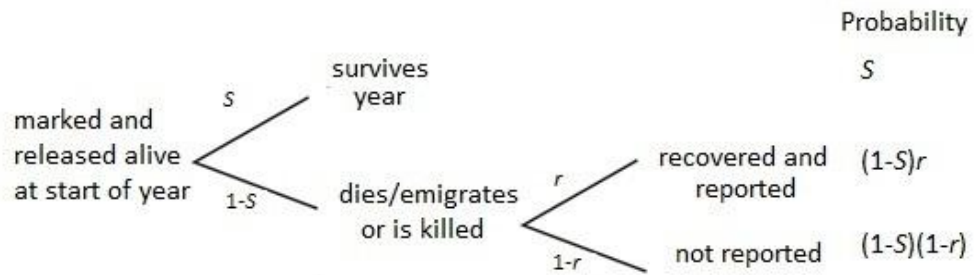 Probability
survives
year
S
S
marked and
released alive
at start of year
1-S
dies/emigrates
or is killed
r
recovered and
reported
(1-S)r
1-r
not reported
(1-S)(1-r)